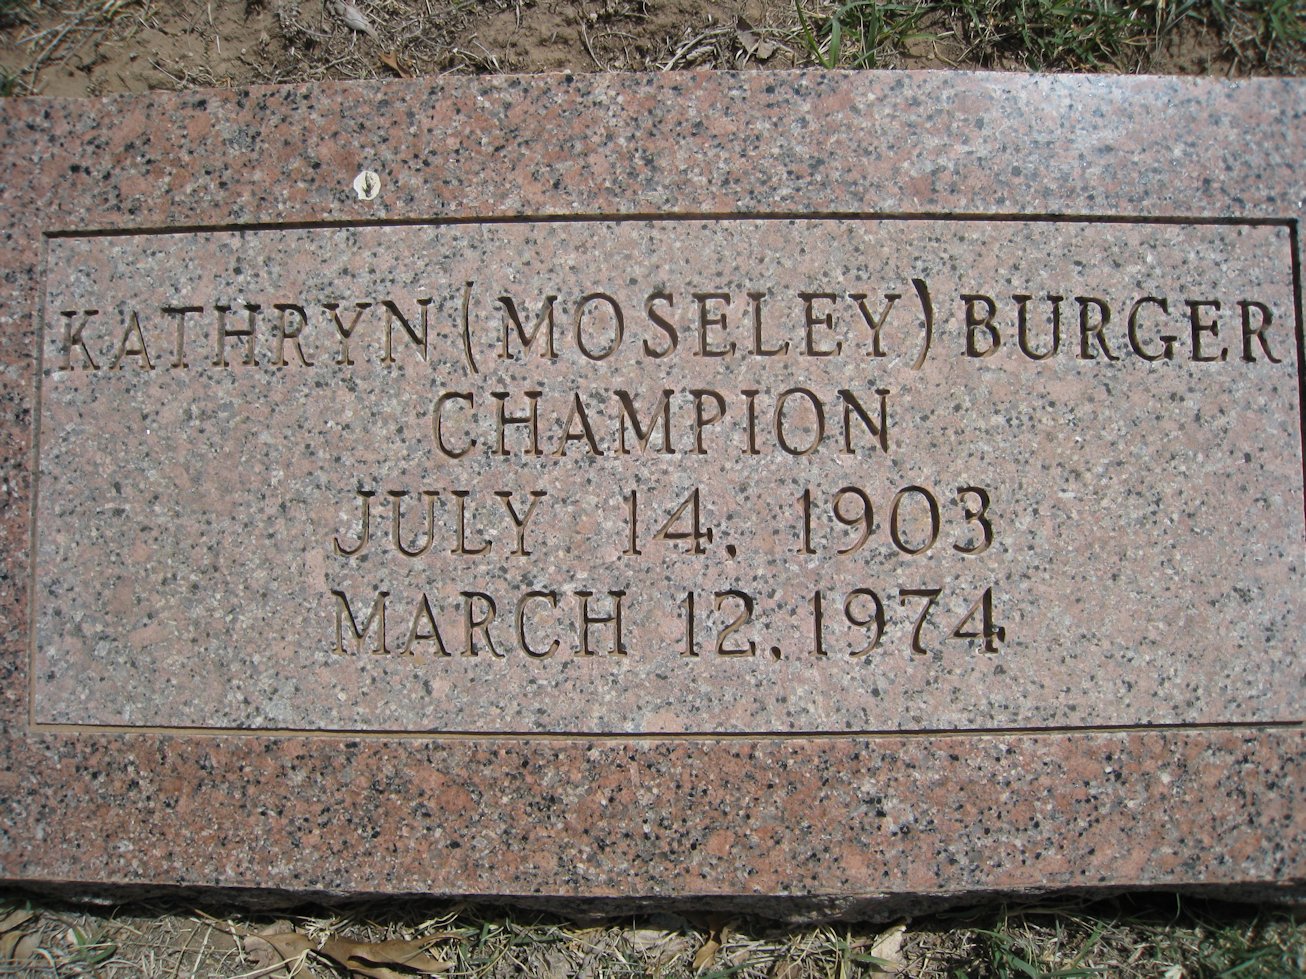 KATHRYN (MOSELEY) BURGER
CHAMPION
JULY 14, 1903
MARCH 12, 1974